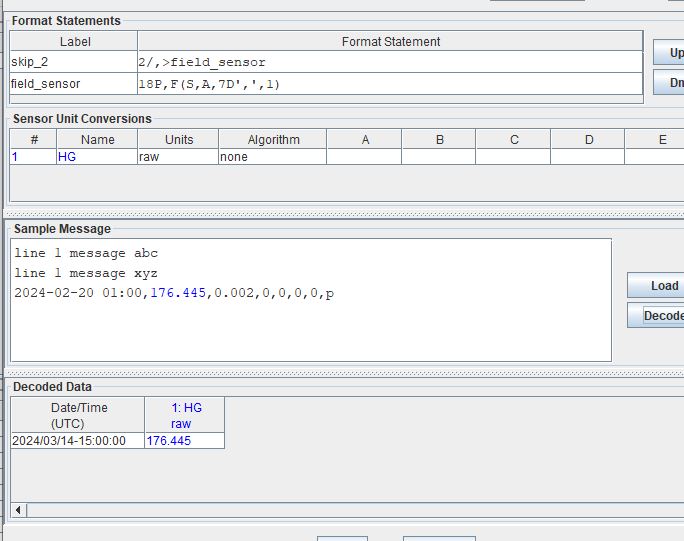 Format Statements
Label Format Statement
skip_2 2/,>field_sensor
field_sensor 18P,F(S,A,7D',',1)
Up
Dn
Sensor Unit Conversions
# Name Units Algorithm A B C D E
1 HG raw none
Sample Message
line 1 message abc
line 1 message xyz
2024-02-20 01:00,176.445,0.002,0,0,0,0,p
Load
Decode
Decoded Data
Date/Time 1: HG
(UTC) raw
2024/03/14-15:00:00 176.445